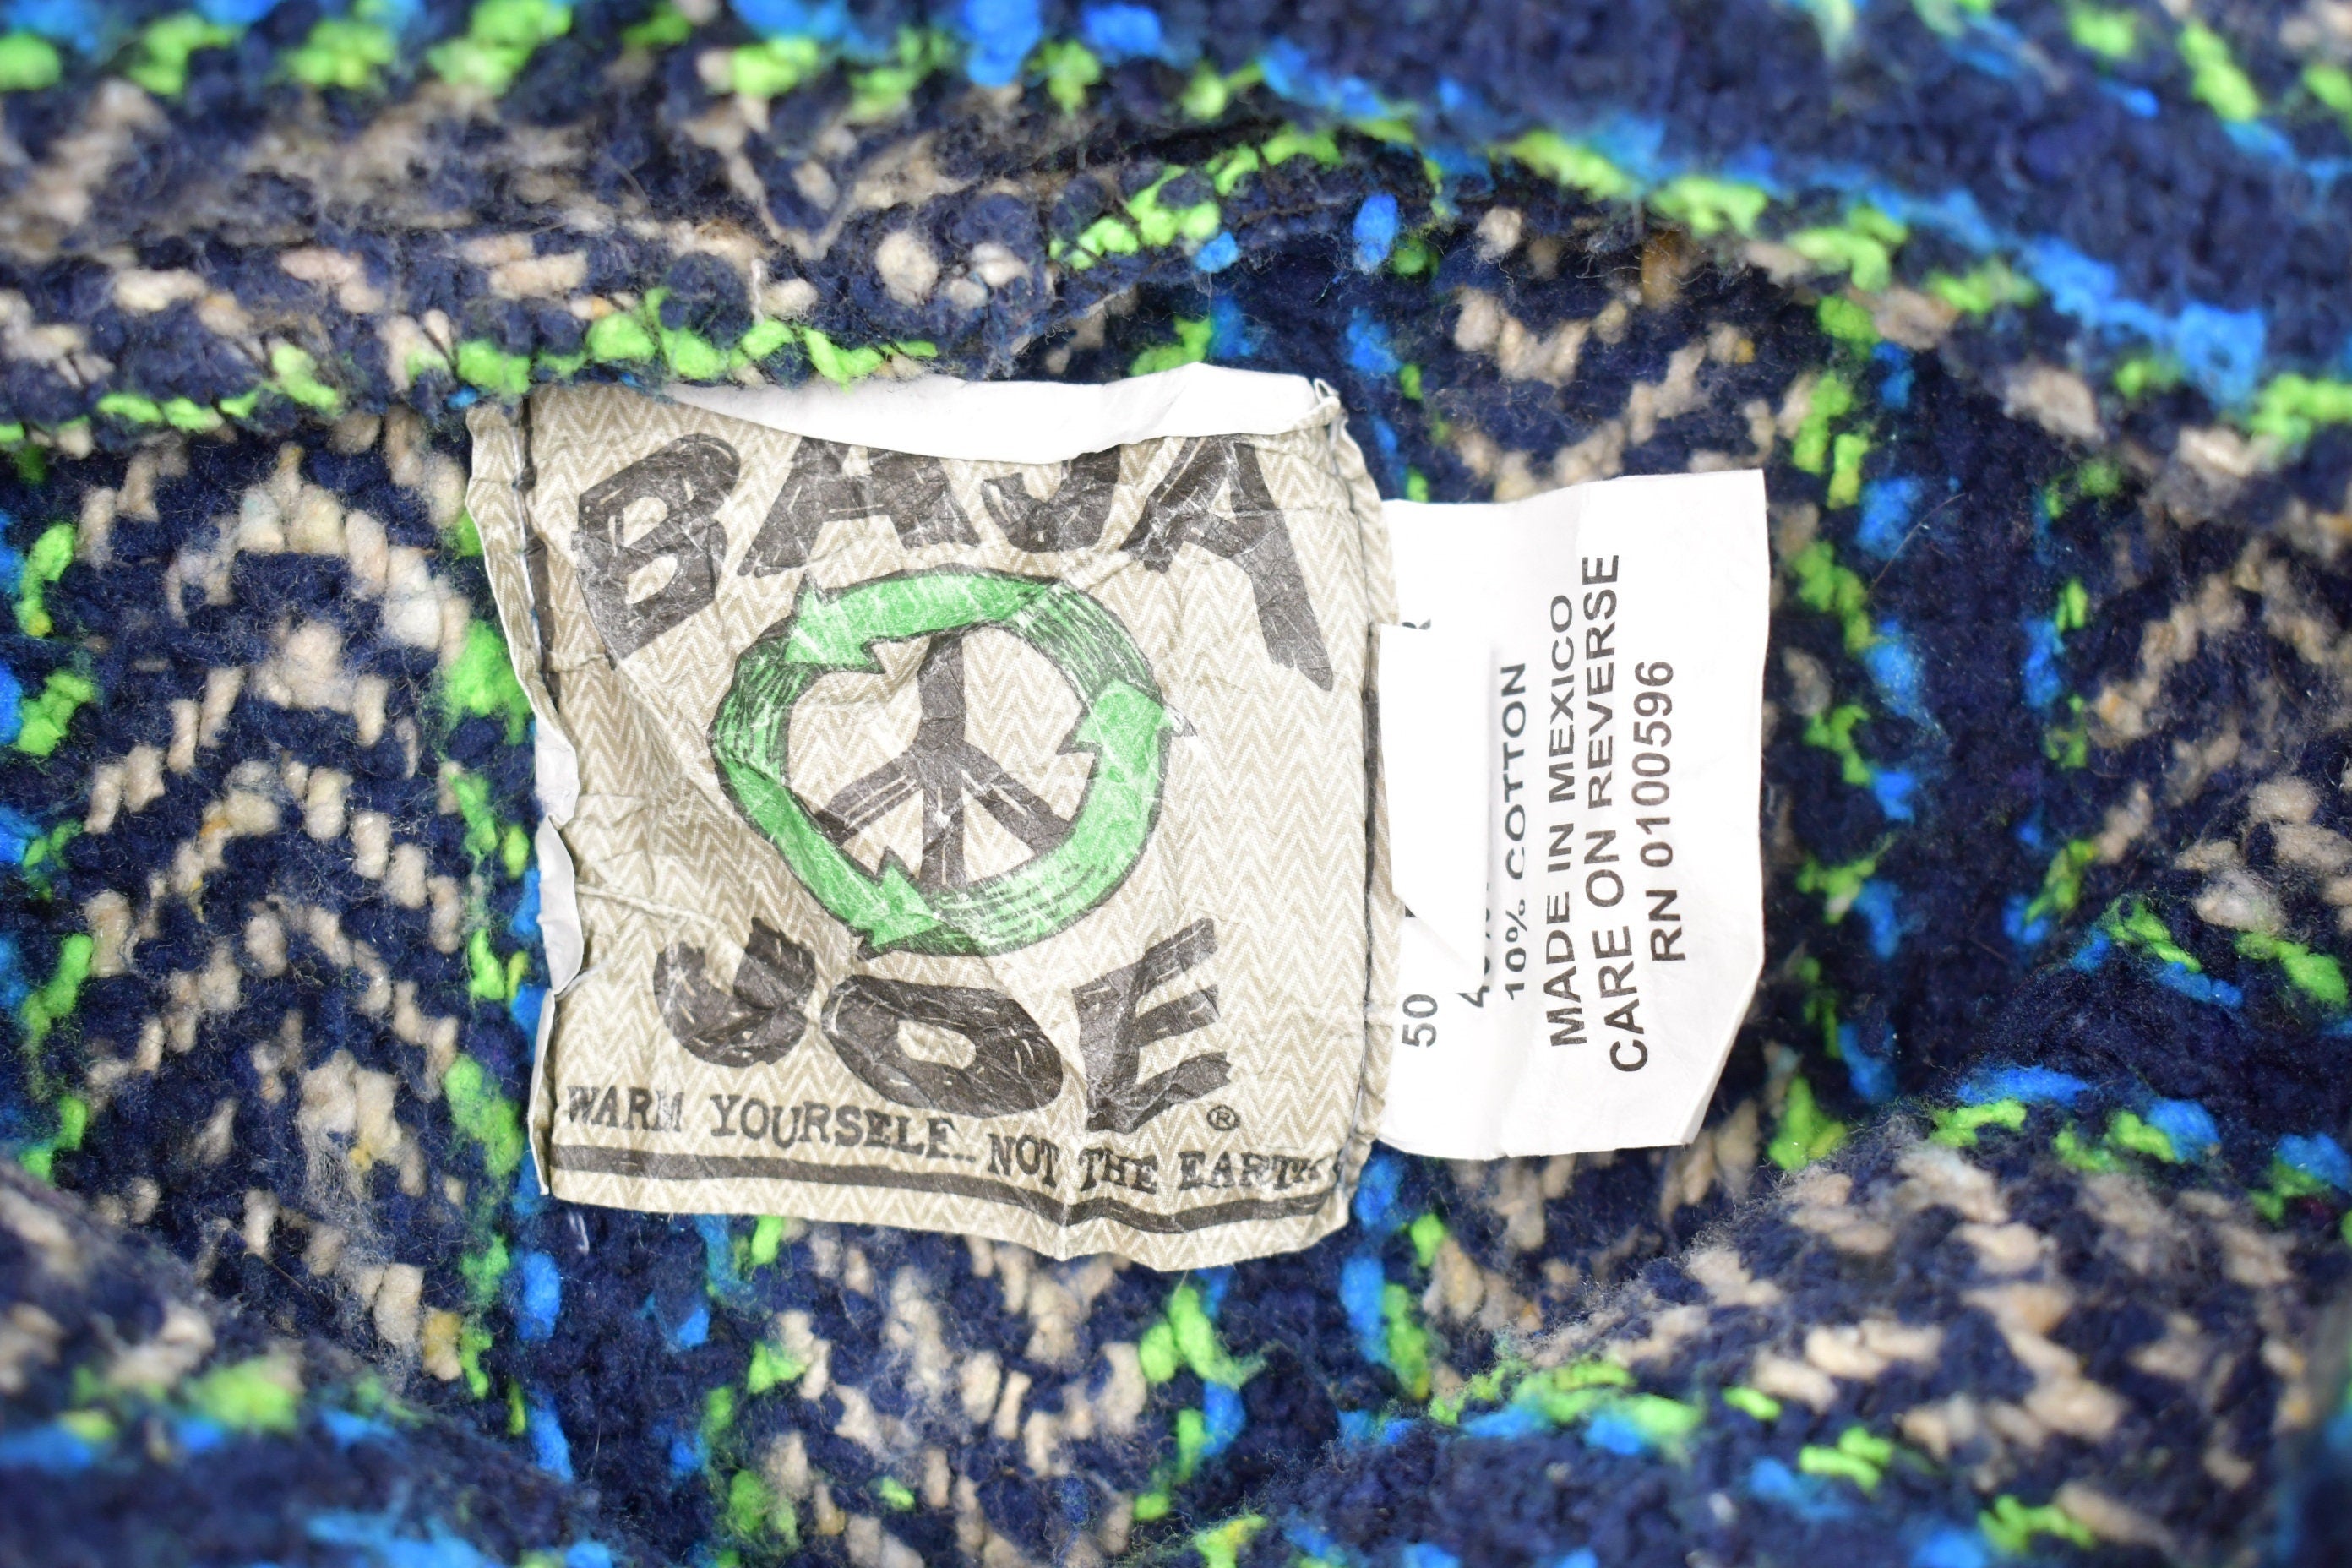 BAJA
JOE
®
WARM YOURSELF... NOT THE EARTH
50
10% COTTON
MADE IN MEXICO
CARE ON REVERSE
RN 0100596